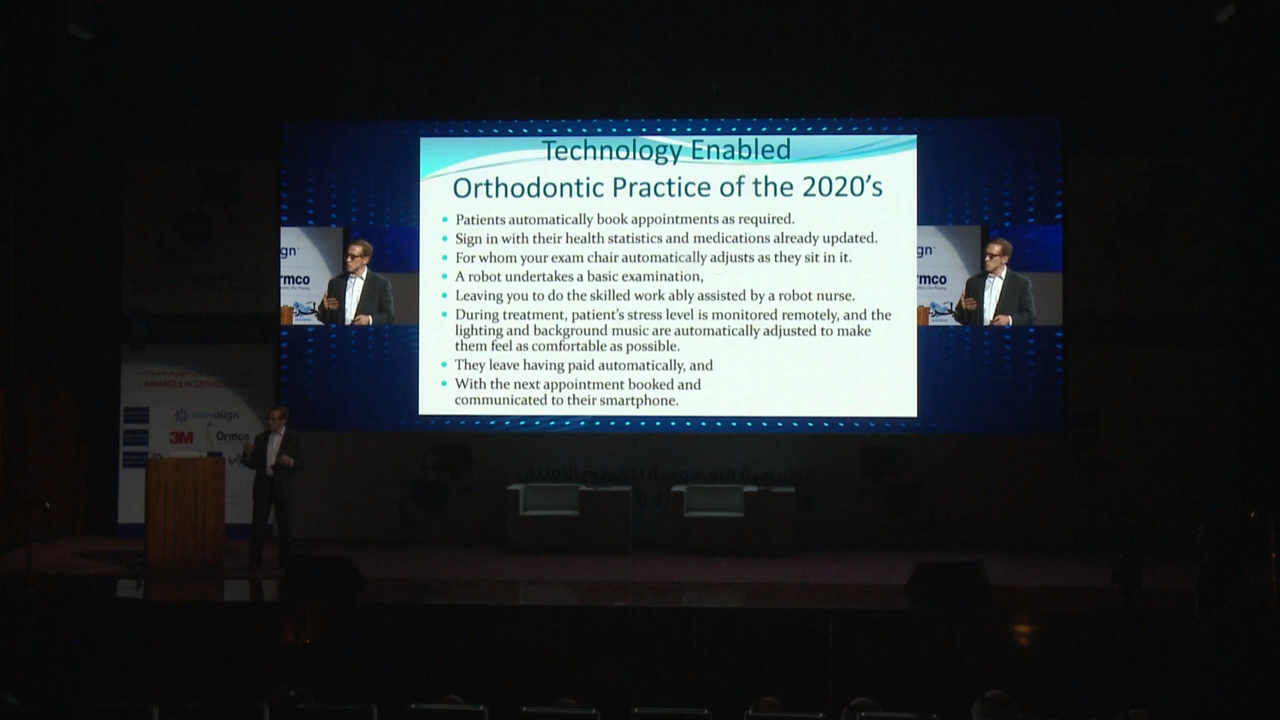 Technology Enabled
Orthodontic Practice of the 2020's
Patients automatically book appointments as required.
Sign in with their health statistics and medications already updated.
For whom your exam chair automatically adjusts as they sit in it.
A robot undertakes a basic examination,
Leaving you to do the skilled work ably assisted by a robot nurse.
During treatment, patient's stress level is monitored remotely, and the
lighting and background music are automatically adjusted to make
them feel as comfortable as possible.
They leave having paid automatically, and
With the next appointment booked and
communicated to their smartphone.
ign
rmco
ign
rmco
ADVANCES IN
invisalign
3M
Ormco